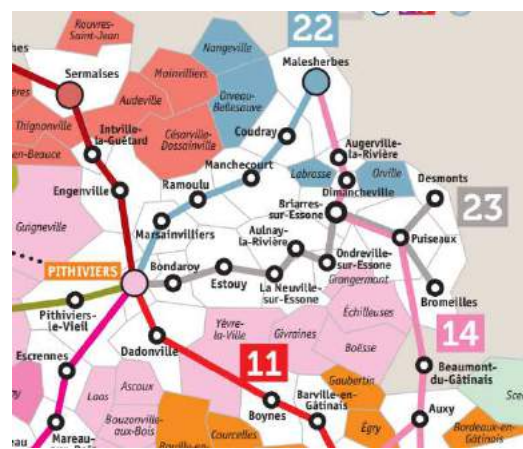 Rouvres-
Saint-Jean
22
Nangeville
Malesherbes
Sermaises
Mainvilliers
Orveau-
Bellesauve
Audeville
Thignonville
Intville-
la-Guétard
Césarville-
Dossainville
Coudray
en-Beauce
Augerville-
la-Rivière
Manchecourt
Labrosse
Orville
Desmonts
Engenville
Ramoulu
Dimancheville
Briarres-
sur-Essonne
23
Guigneville
Marsainvilliers
Aulnay-
la-Rivière
Puiseaux
PITHIVIERS
Bondaroy
Ondreville-
sur-Essonne
Estouy
La Neuville-
sur-Essonne
Grangermont
Bromeilles
Pithiviers-
le-Vieil
Échilleuses
Yèvre-
la-Ville
Givraines
14
Dadonville
Boësse
Escrennes
11
Beaumont-
du-Gâtinais
Gaubertin
Ascoux
Laas
Boynes
Barville-en-
Gâtinais
Auxy
Bouzonville-
aux-Bois
Mareau-
aux-Bois
Courcelles
Égry
Bordeaux-en-
Gâtinais